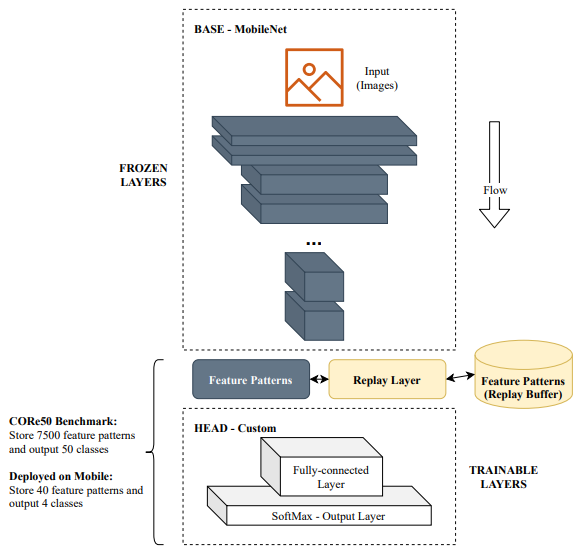 BASE - MobileNet
Input
(Images)
FROZEN
LAYERS
Flow
...
Feature Patterns
Replay Layer
Feature Patterns
(Replay Buffer)
CORe50 Benchmark:
Store 7500 feature patterns
and output 50 classes
Deployed on Mobile:
Store 40 feature patterns and
output 4 classes
HEAD - Custom
Fully-connected
Layer
SoftMax - Output Layer
TRAINABLE
LAYERS